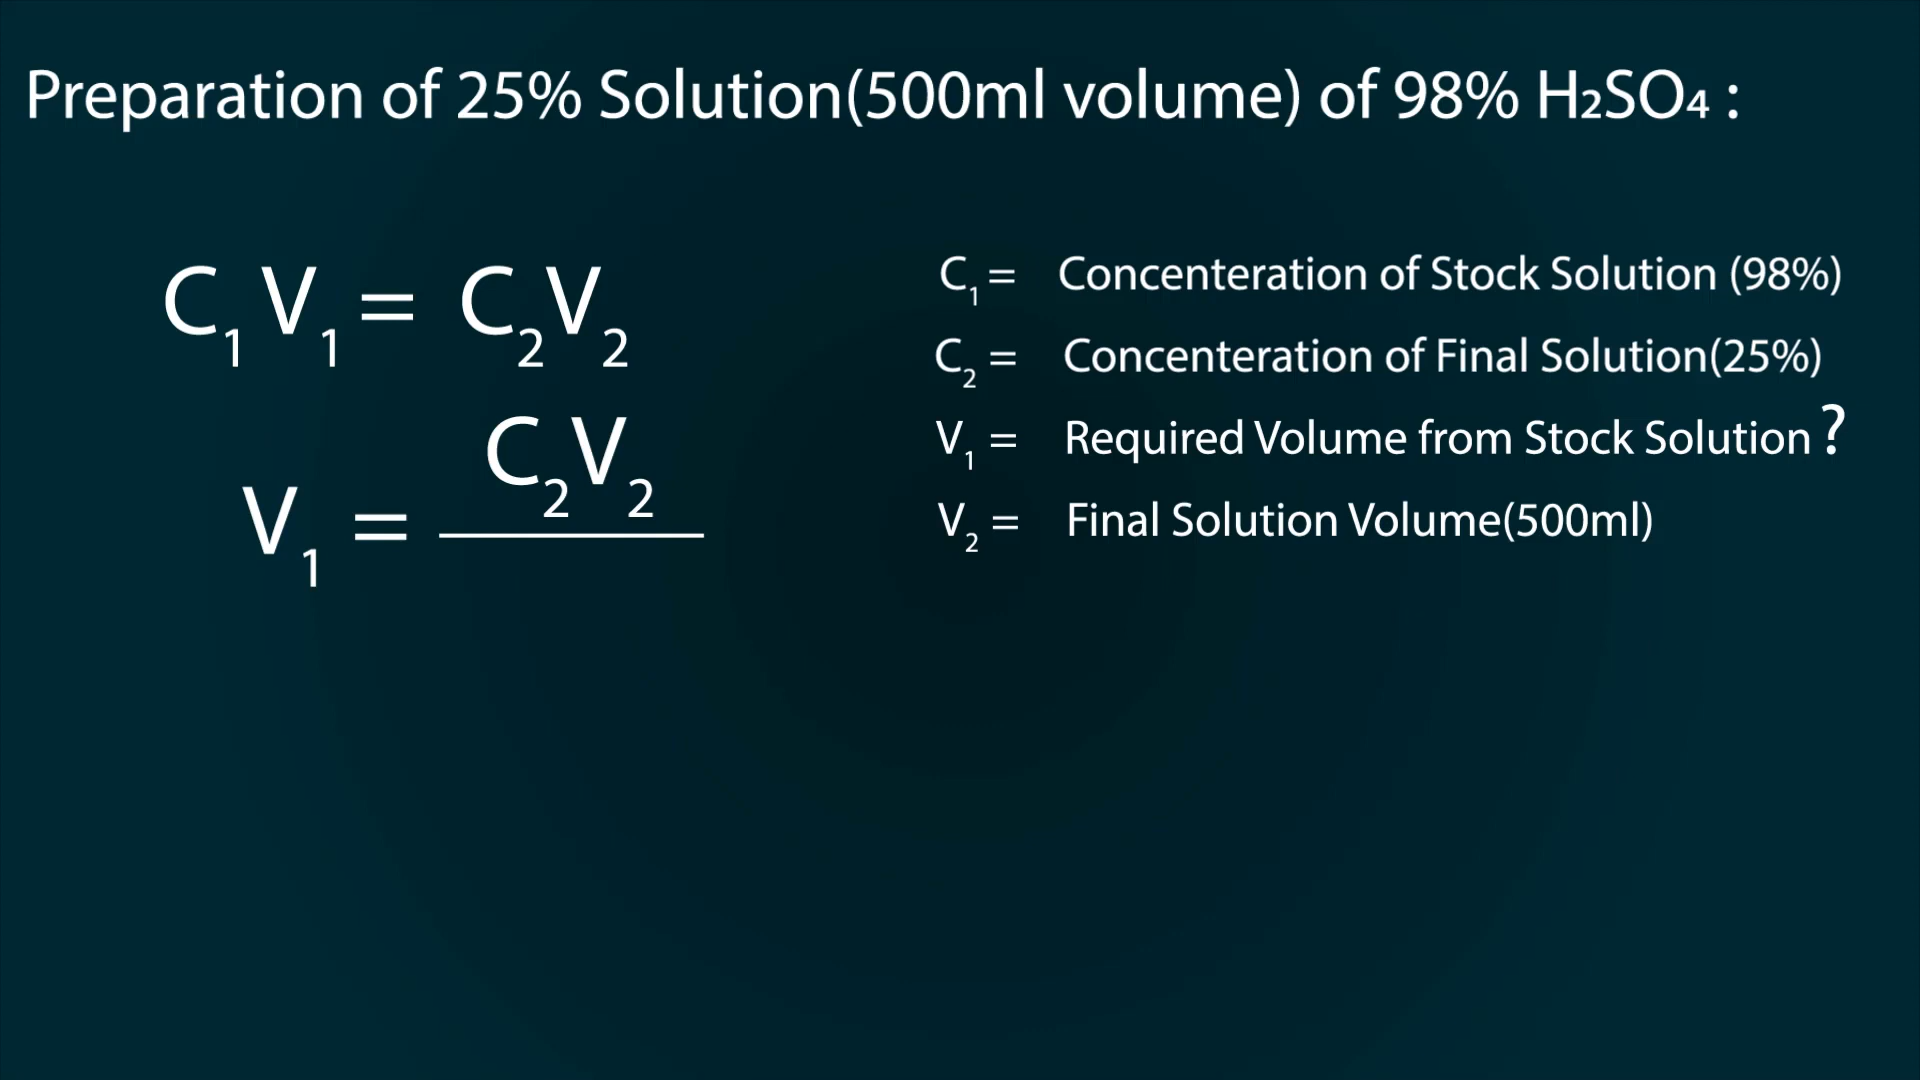 Preparation of 25% Solution(500ml volume) of 98% H₂SO₄ :
C₁V₁ = C₂V₂
V₁ = C₂V₂
C₁ = Concenteration of Stock Solution (98%)
C₂ = Concenteration of Final Solution(25%)
V₁ = Required Volume from Stock Solution ?
V₂ = Final Solution Volume(500ml)